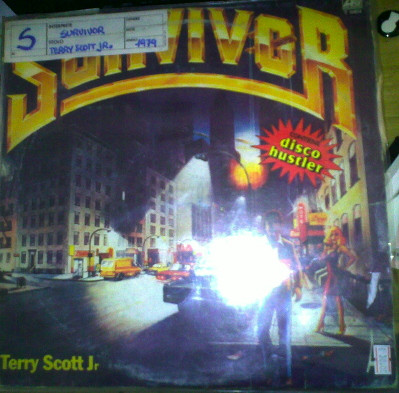 S
SURVIVOR
TERRY SCOTT JR.
1979
SURVIVOR
disco
hustler
Terry Scott Jr